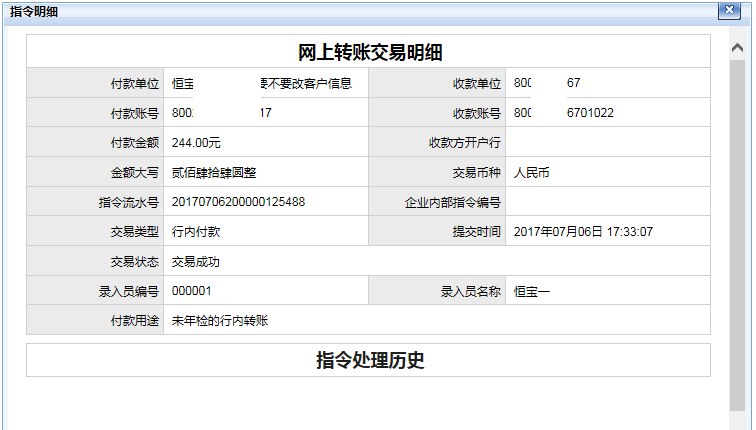 指令明细
网上转账交易明细
付款单位 恒宝 要不要改客户信息 收款单位 800 67
付款账号 800 17 收款账号 800 6701022
付款金额 244.00元 收款方开户行
金额大写 贰佰肆拾肆圆整 交易币种 人民币
指令流水号 20170706200000125488 企业内部指令编号
交易类型 行内付款 提交时间 2017年07月06日 17:33:07
交易状态 交易成功
录入员编号 000001 录入员名称 恒宝一
付款用途 未年检的行内转账
指令处理历史